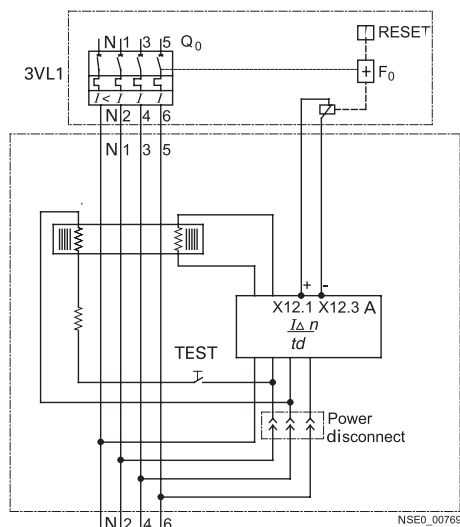 N 1 3 5 Q0
RESET
3VL1
F0
I< I I I
N 2 4 6
N 1 3 5
+ -
X12.1 X12.3 A
I∆ n
td
TEST
Power
disconnect
N 2 4 6
NSE0_00769